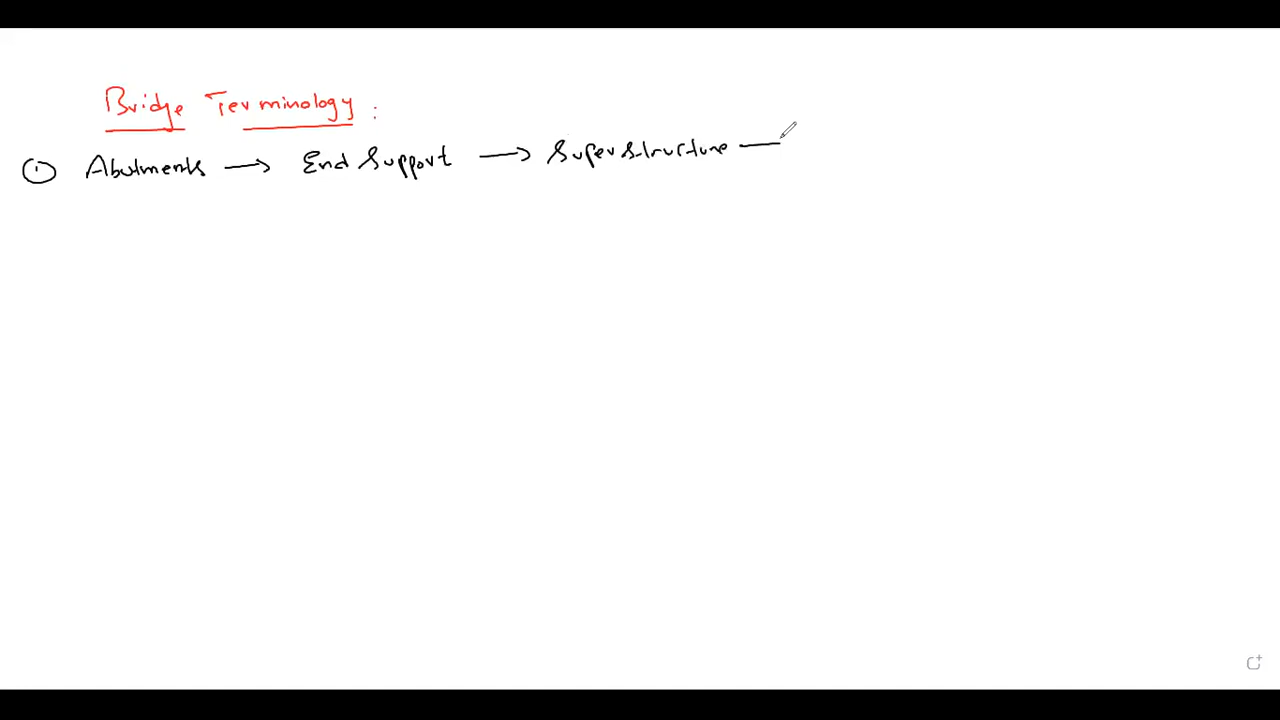 Bridge Terminology :
① Abutments → End Support → Superstructure —